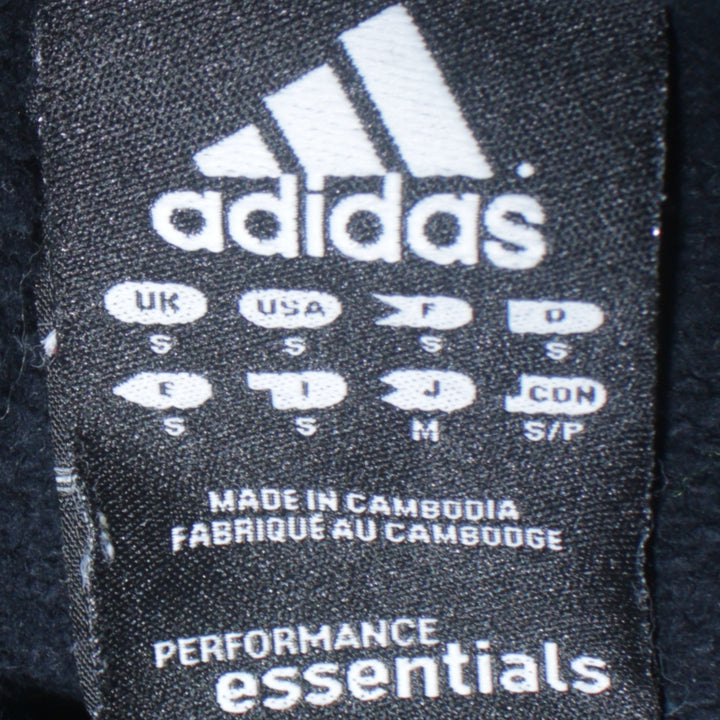 adidas
UK USA F D
S S S S
E I J CDN
S S M S/P
MADE IN CAMBODIA
FABRIQUÉ AU CAMBODGE
PERFORMANCE
essentials